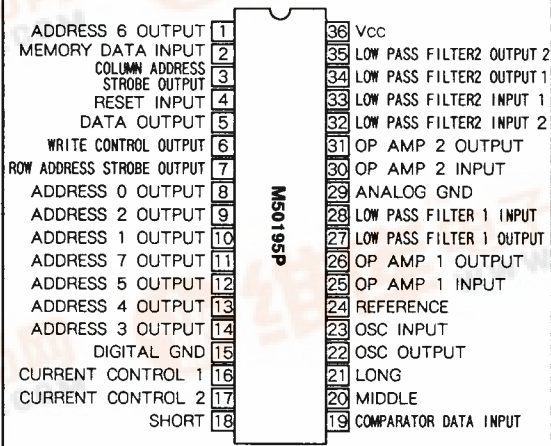 ADDRESS 6 OUTPUT 1
MEMORY DATA INPUT 2
COLUMN ADDRESS
STROBE OUTPUT 3
RESET INPUT 4
DATA OUTPUT 5
WRITE CONTROL OUTPUT 6
ROW ADDRESS STROBE OUTPUT 7
ADDRESS 0 OUTPUT 8
ADDRESS 2 OUTPUT 9
ADDRESS 1 OUTPUT 10
ADDRESS 7 OUTPUT 11
ADDRESS 5 OUTPUT 12
ADDRESS 4 OUTPUT 13
ADDRESS 3 OUTPUT 14
DIGITAL GND 15
CURRENT CONTROL 1 16
CURRENT CONTROL 2 17
SHORT 18
M50195P
36 Vcc
35 LOW PASS FILTER2 OUTPUT 2
34 LOW PASS FILTER2 OUTPUT 1
33 LOW PASS FILTER2 INPUT 1
32 LOW PASS FILTER2 INPUT 2
31 OP AMP 2 OUTPUT
30 OP AMP 2 INPUT
29 ANALOG GND
28 LOW PASS FILTER 1 INPUT
27 LOW PASS FILTER 1 OUTPUT
26 OP AMP 1 OUTPUT
25 OP AMP 1 INPUT
24 REFERENCE
23 OSC INPUT
22 OSC OUTPUT
21 LONG
20 MIDDLE
19 COMPARATOR DATA INPUT